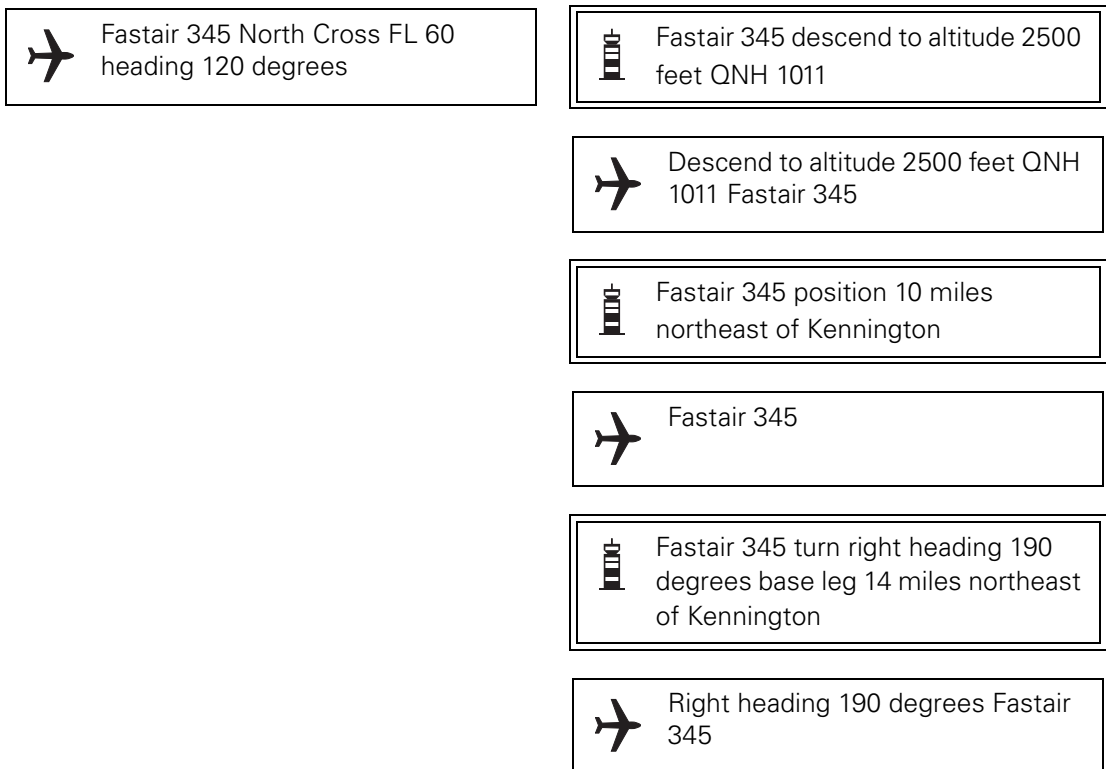 Fastair 345 North Cross FL 60
heading 120 degrees
Fastair 345 descend to altitude 2500
feet QNH 1011
Descend to altitude 2500 feet QNH
1011 Fastair 345
Fastair 345 position 10 miles
northeast of Kennington
Fastair 345
Fastair 345 turn right heading 190
degrees base leg 14 miles northeast
of Kennington
Right heading 190 degrees Fastair
345